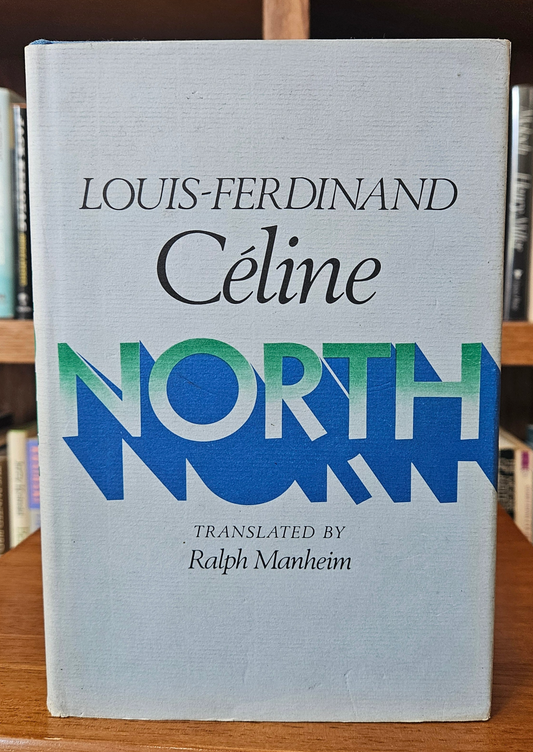 LOUIS-FERDINAND
Céline
NORTH
TRANSLATED BY
Ralph Manheim